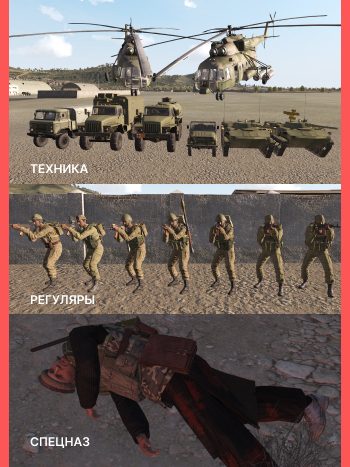 ТЕХНИКА
РЕГУЛЯРЫ
СПЕЦНАЗ